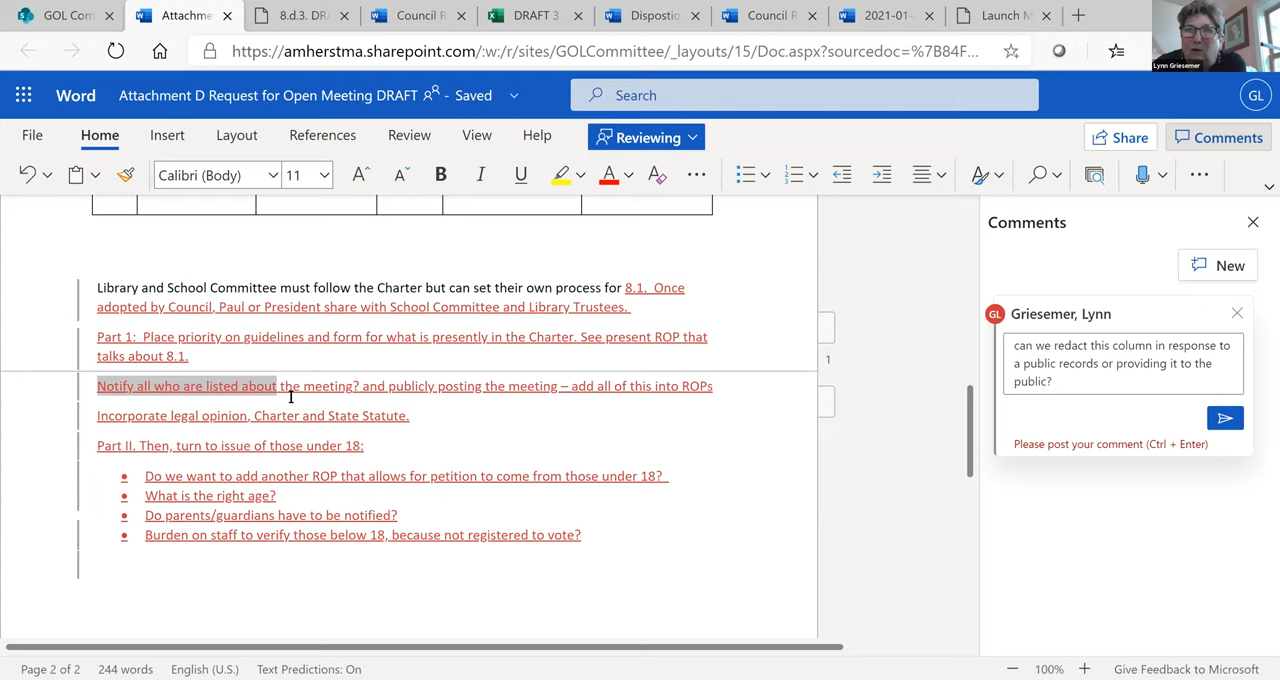 GOL Com
Attachm
8.d.3. DRA
Council R
DRAFT 3
Dispostio
Council R
2021-01-
Launch M
https://amherstma.sharepoint.com/:w:/r/sites/GOLCommittee/_layouts/15/Doc.aspx?sourcedoc=%7B84F...
Lynn Griesemer
Word Attachment D Request for Open Meeting DRAFT - Saved
Search
GL
File Home Insert Layout References Review View Help Reviewing Share Comments
Calibri (Body) 11
Library and School Committee must follow the Charter but can set their own process for 8.1. Once
adopted by Council, Paul or President share with School Committee and Library Trustees.
Part 1: Place priority on guidelines and form for what is presently in the Charter. See present ROP that
talks about 8.1.
Notify all who are listed about the meeting? and publicly posting the meeting – add all of this into ROPs
Incorporate legal opinion, Charter and State Statute.
Part II. Then, turn to issue of those under 18:
• Do we want to add another ROP that allows for petition to come from those under 18?
• What is the right age?
• Do parents/guardians have to be notified?
• Burden on staff to verify those below 18, because not registered to vote?
1
Comments
New
GL Griesemer, Lynn
can we redact this column in response to
a public records or providing it to the
public?
Please post your comment (Ctrl + Enter)
Page 2 of 2 244 words English (U.S.) Text Predictions: On 100% Give Feedback to Microsoft